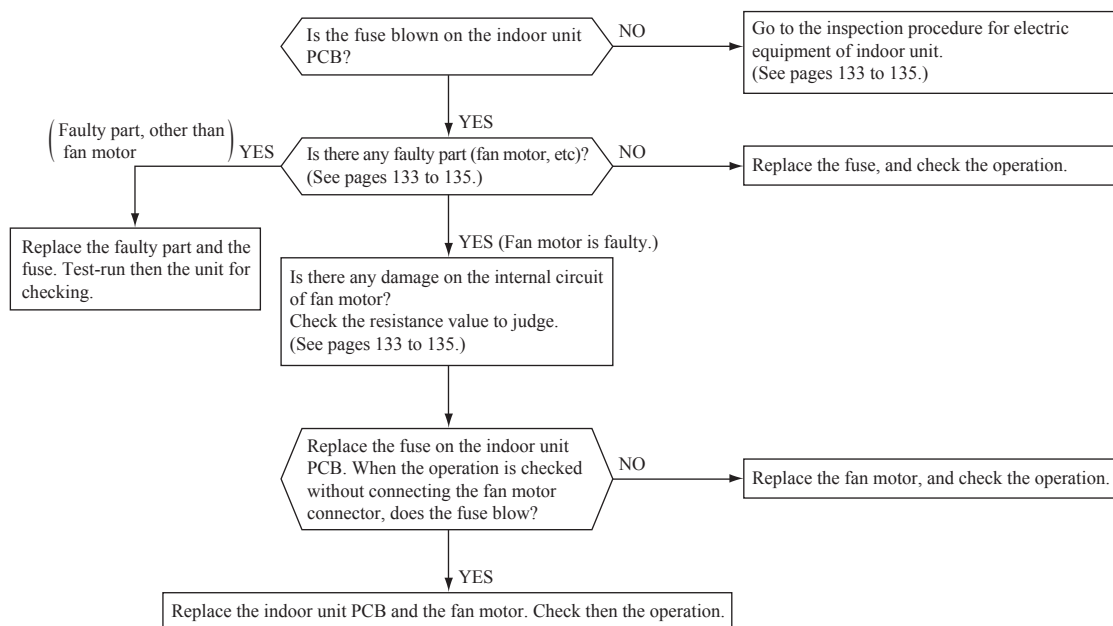 Is the fuse blown on the indoor unit
PCB?
NO
Go to the inspection procedure for electric
equipment of indoor unit.
(See pages 133 to 135.)
YES
(Faulty part, other than
fan motor)
YES
Is there any faulty part (fan motor, etc)?
(See pages 133 to 135.)
NO
Replace the fuse, and check the operation.
Replace the faulty part and the
fuse. Test-run then the unit for
checking.
YES (Fan motor is faulty.)
Is there any damage on the internal circuit
of fan motor?
Check the resistance value to judge.
(See pages 133 to 135.)
Replace the fuse on the indoor unit
PCB. When the operation is checked
without connecting the fan motor
connector, does the fuse blow?
NO
Replace the fan motor, and check the operation.
YES
Replace the indoor unit PCB and the fan motor. Check then the operation.